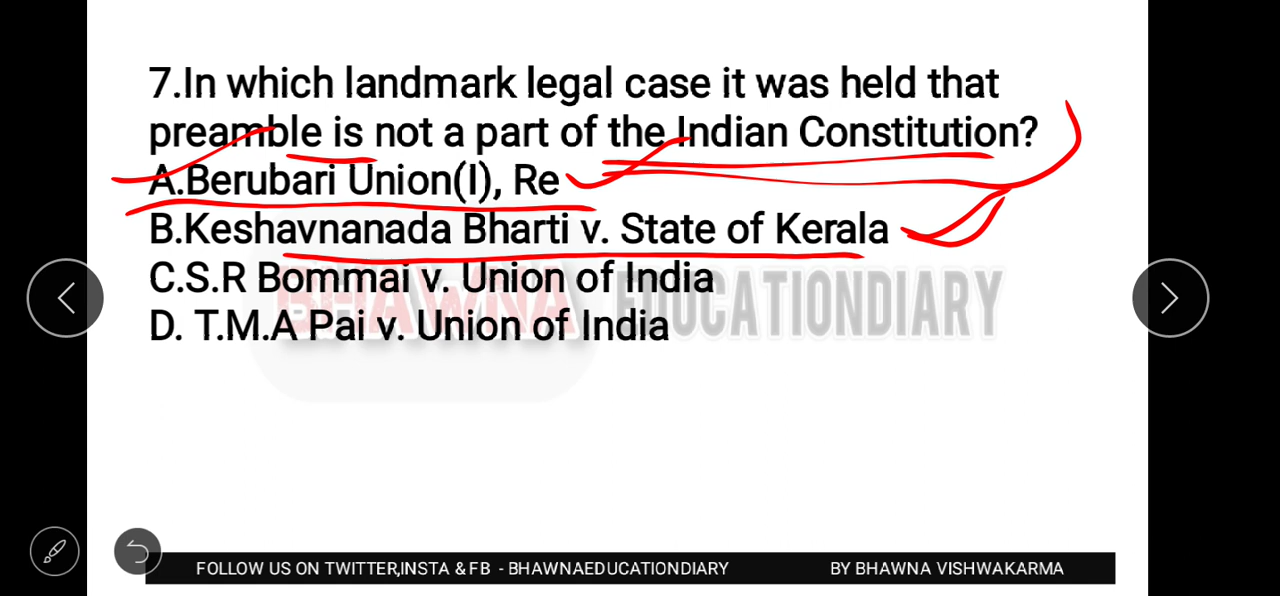 7.In which landmark legal case it was held that
preamble is not a part of the Indian Constitution?
A.Berubari Union(I), Re
B.Keshavnanada Bharti v. State of Kerala
C.S.R Bommai v. Union of India
D. T.M.A Pai v. Union of India
BHAWNA EDUCATIONDIARY
FOLLOW US ON TWITTER,INSTA & FB - BHAWNAEDUCATIONDIARY BY BHAWNA VISHWAKARMA